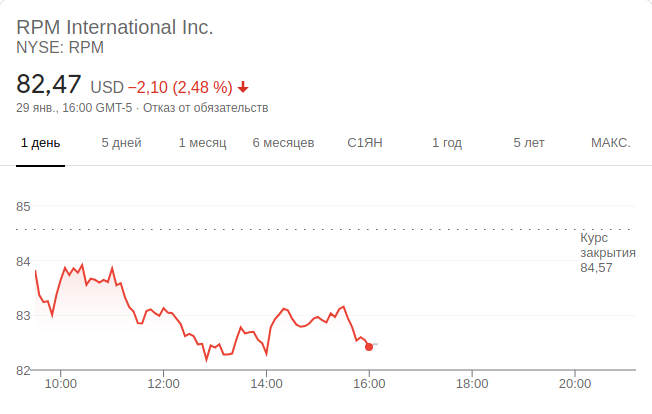 RPM International Inc.
NYSE: RPM
82,47 USD −2,10 (2,48 %)
29 янв., 16:00 GMT-5 · Отказ от обязательств
1 день 5 дней 1 месяц 6 месяцев С1ЯН 1 год 5 лет МАКС.
85
Курс
закрытия
84,57
84
83
82
10:00 12:00 14:00 16:00 18:00 20:00